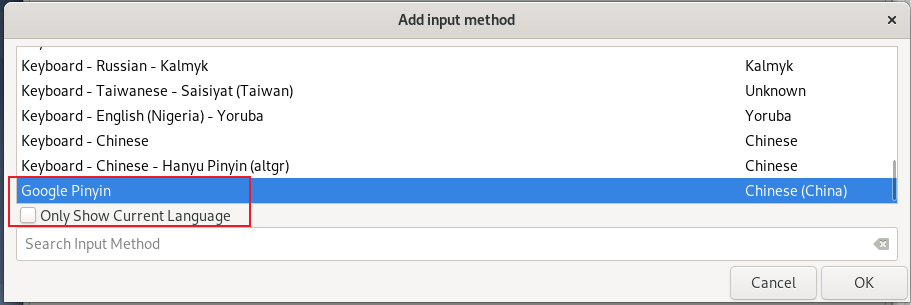 Add input method
Keyboard - Russian - Kalmyk Kalmyk
Keyboard - Taiwanese - Saisiyat (Taiwan) Unknown
Keyboard - English (Nigeria) - Yoruba Yoruba
Keyboard - Chinese Chinese
Keyboard - Chinese - Hanyu Pinyin (altgr) Chinese
Google Pinyin Chinese (China)
Only Show Current Language
Search Input Method
Cancel OK